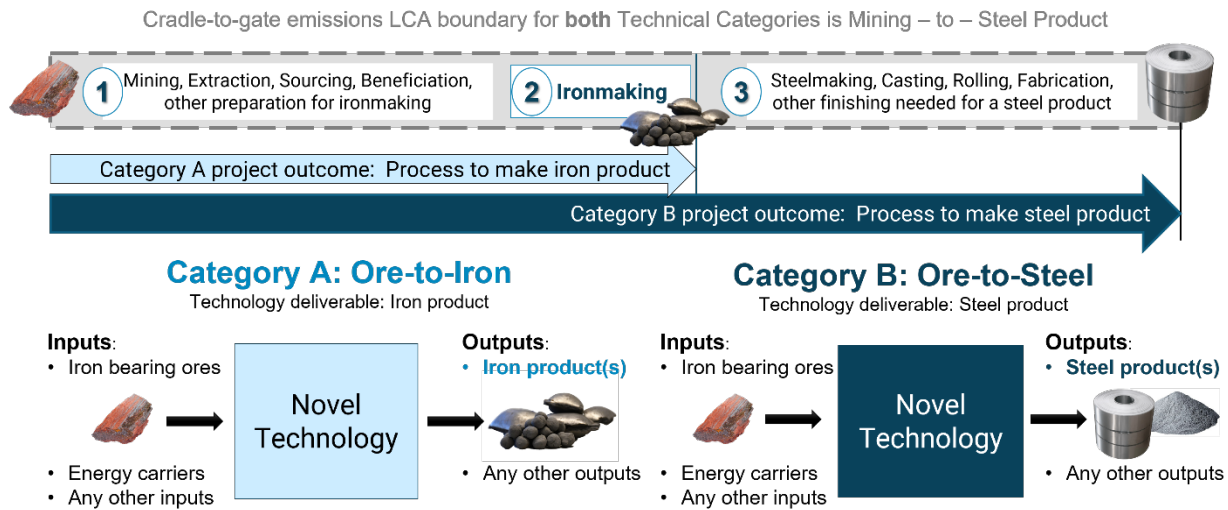 Cradle-to-gate emissions LCA boundary for both Technical Categories is Mining – to – Steel Product
1
Mining, Extraction, Sourcing, Beneficiation,
other preparation for ironmaking
2
Ironmaking
3
Steelmaking, Casting, Rolling, Fabrication,
other finishing needed for a steel product
Category A project outcome: Process to make iron product
Category B project outcome: Process to make steel product
Category A: Ore-to-Iron
Technology deliverable: Iron product
Inputs:
• Iron bearing ores
• Energy carriers
• Any other inputs
Novel
Technology
Outputs:
• Iron product(s)
• Any other outputs
Category B: Ore-to-Steel
Technology deliverable: Steel product
Inputs:
• Iron bearing ores
• Energy carriers
• Any other inputs
Novel
Technology
Outputs:
• Steel product(s)
• Any other outputs